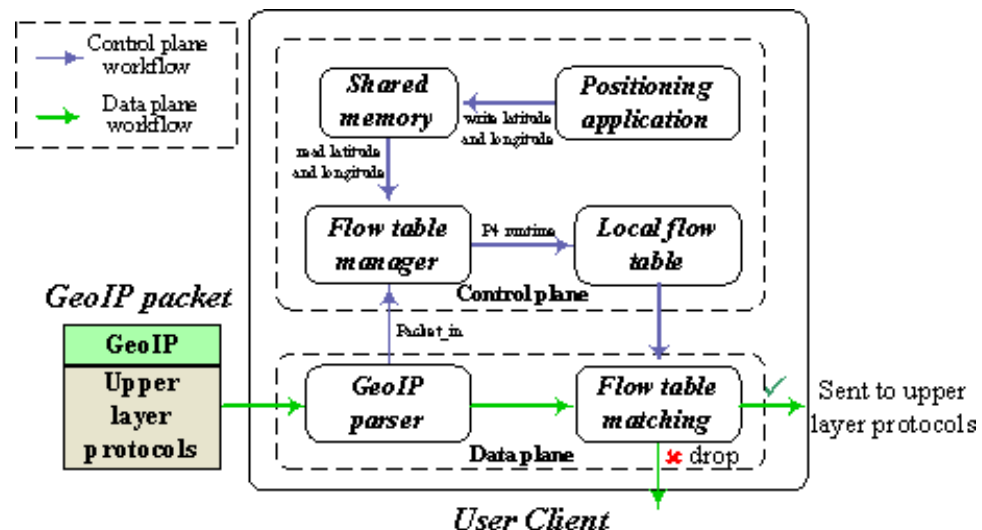 Control plane
workflow
Data plane
workflow
Shared
memory
Positioning
application
write latitude
and longitude
read latitude
and longitude
Flow table
manager
P4 runtime
Local flow
table
Control plane
Packet_in
GeoIP packet
GeoIP
Upper
layer
protocols
GeoIP
parser
Flow table
matching
Data plane
drop
Sent to upper
layer protocols
User Client